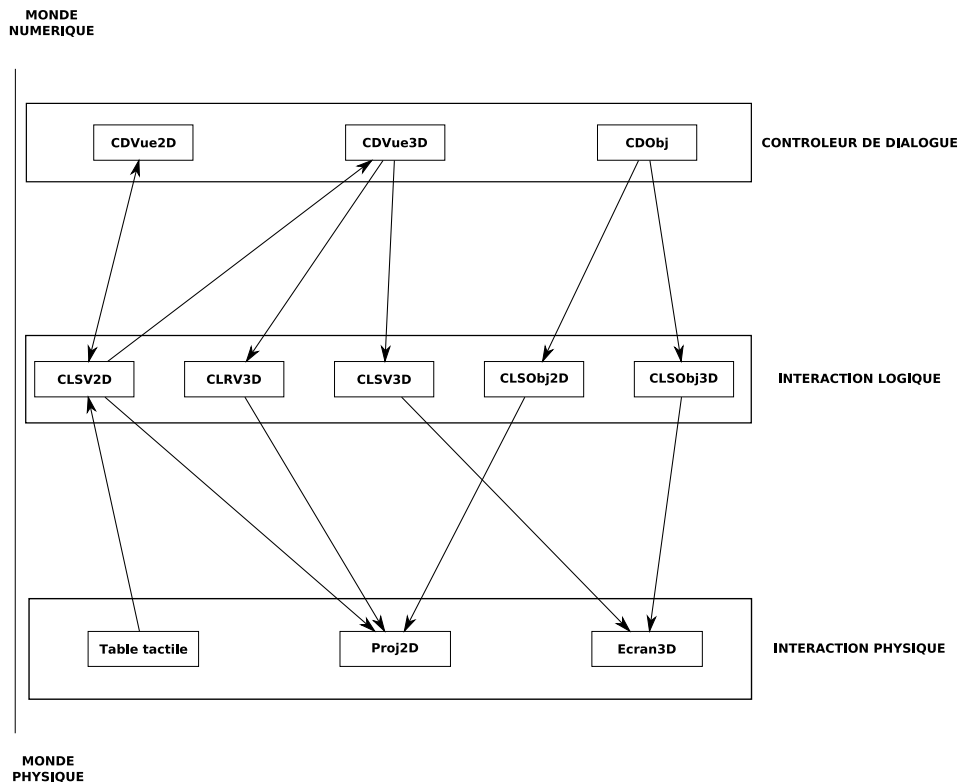 MONDE
NUMERIQUE
CDVue2D
CDVue3D
CDObj
CONTROLEUR DE DIALOGUE
CLSV2D
CLRV3D
CLSV3D
CLSObj2D
CLSObj3D
INTERACTION LOGIQUE
Table tactile
Proj2D
Ecran3D
INTERACTION PHYSIQUE
MONDE
PHYSIQUE